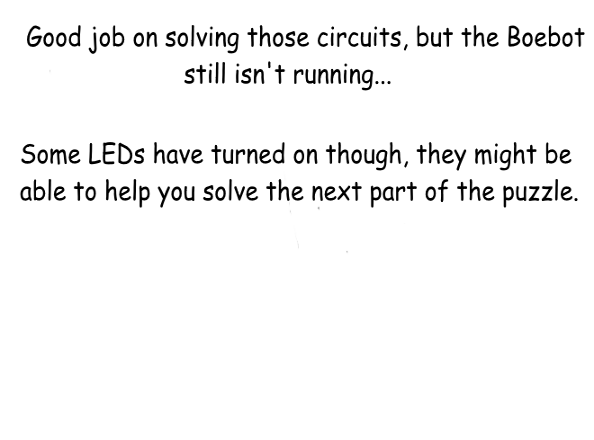 Good job on solving those circuits, but the Boebot
still isn't running...
Some LEDs have turned on though, they might be
able to help you solve the next part of the puzzle.